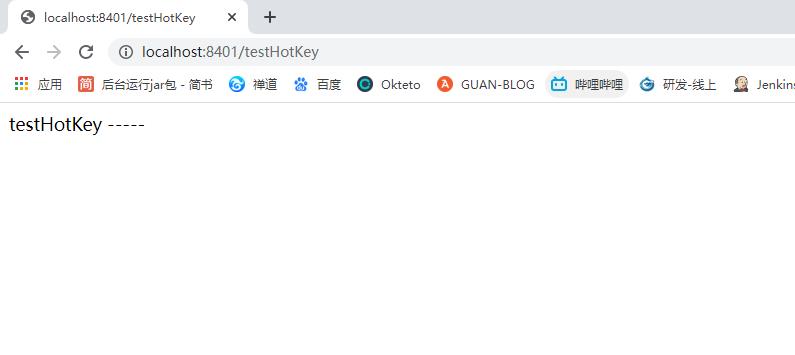 localhost:8401/testHotKey
localhost:8401/testHotKey
应用 后台运行jar包 - 简书 禅道 百度 Okteto GUAN-BLOG 哔哩哔哩 研发-线上 Jenkins
testHotKey -----